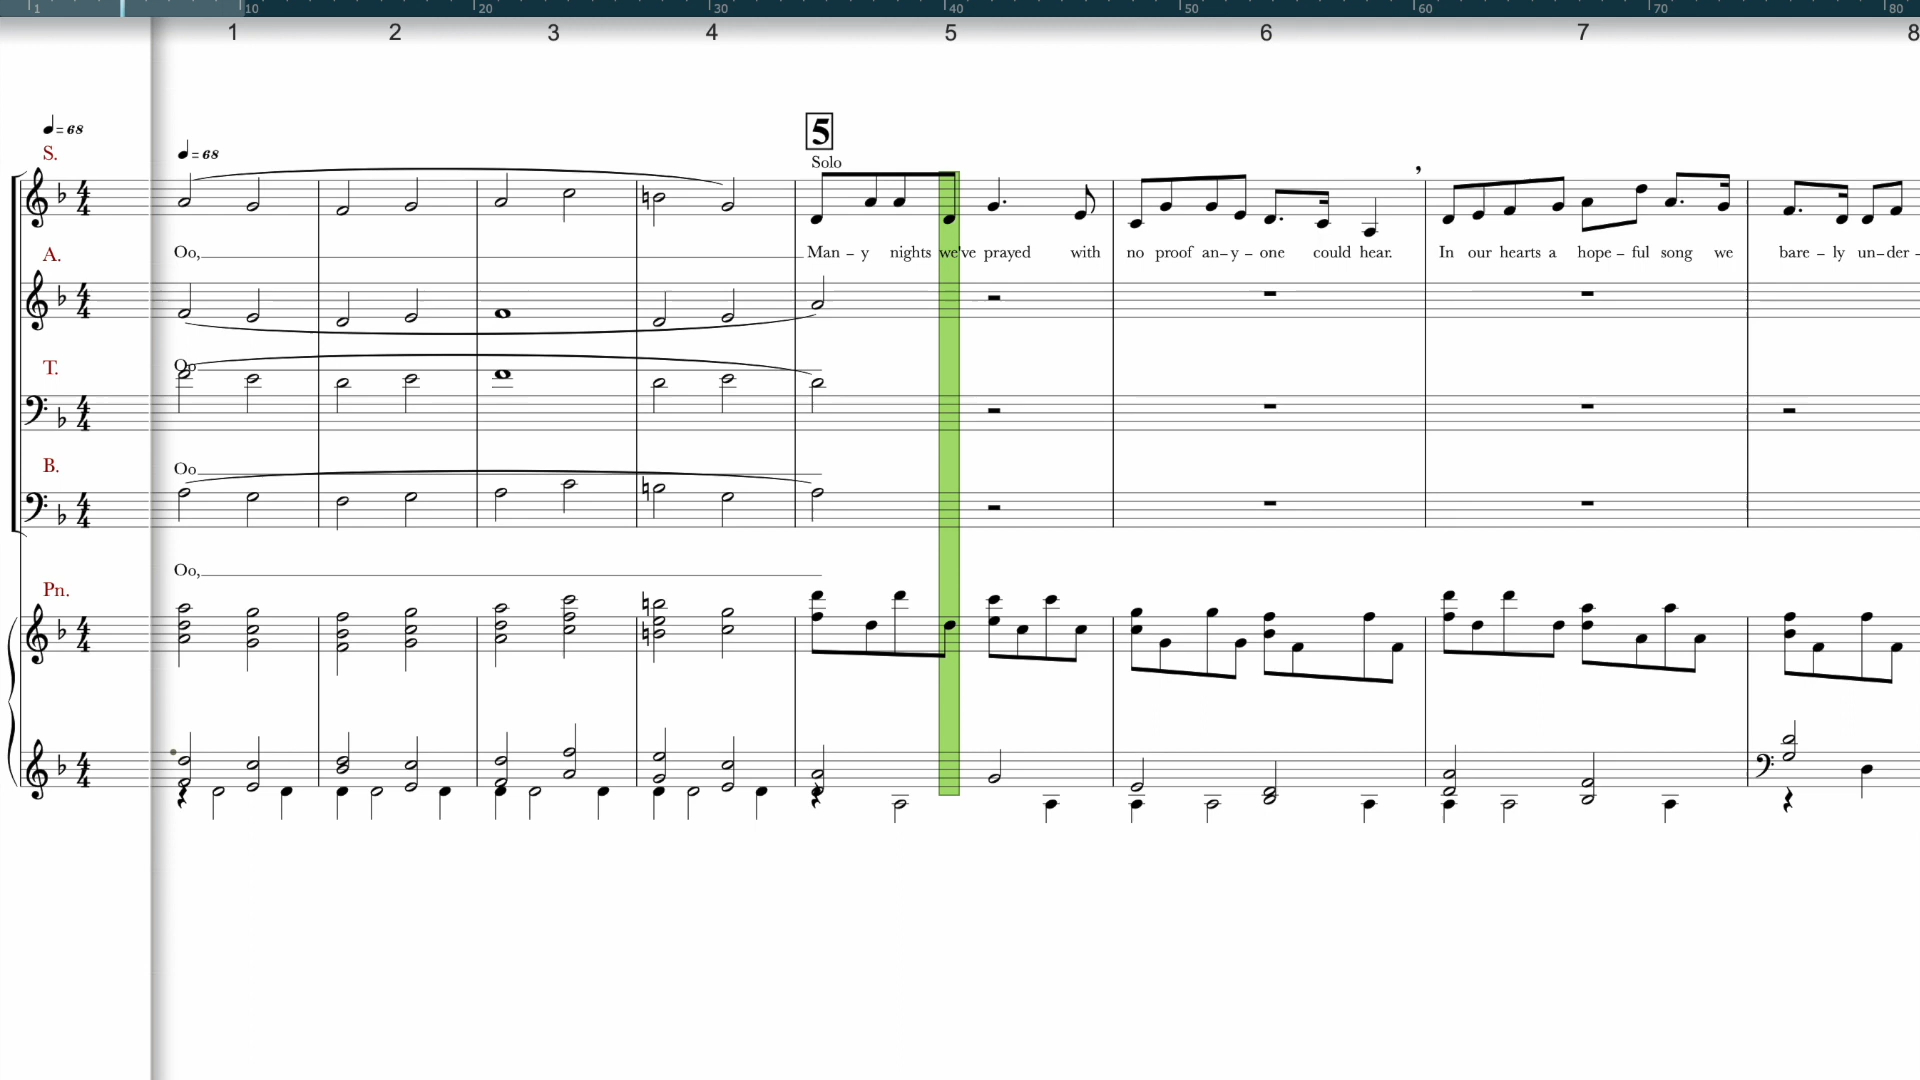 1 10 20 30 40 50 60 70 80
1 2 3 4 5 6 7 8
= 68
S.
= 68
5
Solo
Oo, Man – y nights we've prayed with no proof an – y – one could hear. In our hearts a hope – ful song we bare – ly un – der –
A.
Oo
T.
Oo
B.
Oo,
Pn.